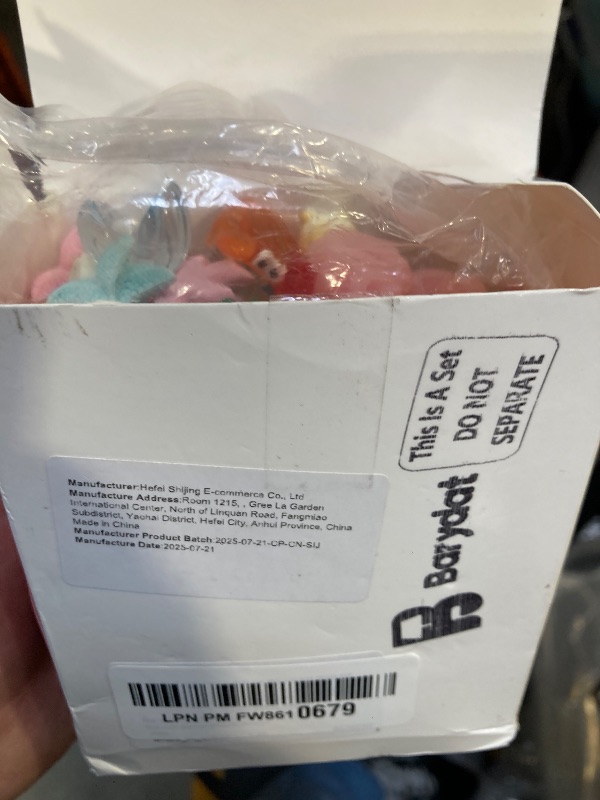 This Is A Set
DO NOT
SEPARATE
Barydat
Manufacturer:Hefei Shijing E-commerce Co., Ltd
Manufacture Address:Room 1215, , Gree La Garden
International Center, North of Linquan Road, Fangmiao
Subdistrict, Yaohai District, Hefei City, Anhui Province, China
Made in China
Manufacturer Product Batch:2025-07-21-CP-CN-SIJ
Manufacture Date:2025-07-21
LPN PM FW8610679